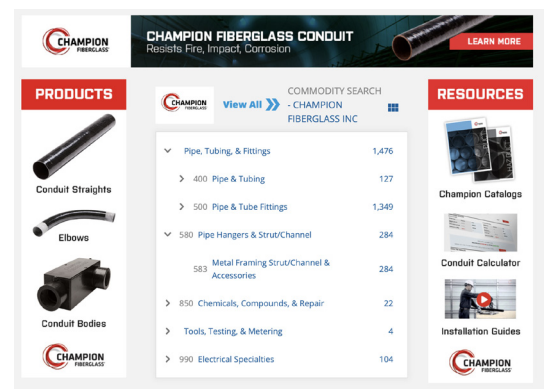 CHAMPION
FIBERGLASS
CHAMPION FIBERGLASS CONDUIT
Resists Fire, Impact, Corrosion
LEARN MORE
PRODUCTS
Conduit Straights
Elbows
Conduit Bodies
CHAMPION
FIBERGLASS
CHAMPION
FIBERGLASS
View All
COMMODITY SEARCH
- CHAMPION
FIBERGLASS INC
Pipe, Tubing, & Fittings 1,476
400 Pipe & Tubing 127
500 Pipe & Tube Fittings 1,349
580 Pipe Hangers & Strut/Channel 284
583 Metal Framing Strut/Channel &
Accessories 284
850 Chemicals, Compounds, & Repair 22
Tools, Testing, & Metering 4
990 Electrical Specialties 104
RESOURCES
Champion Catalogs
Conduit Calculator
Installation Guides
CHAMPION
FIBERGLASS